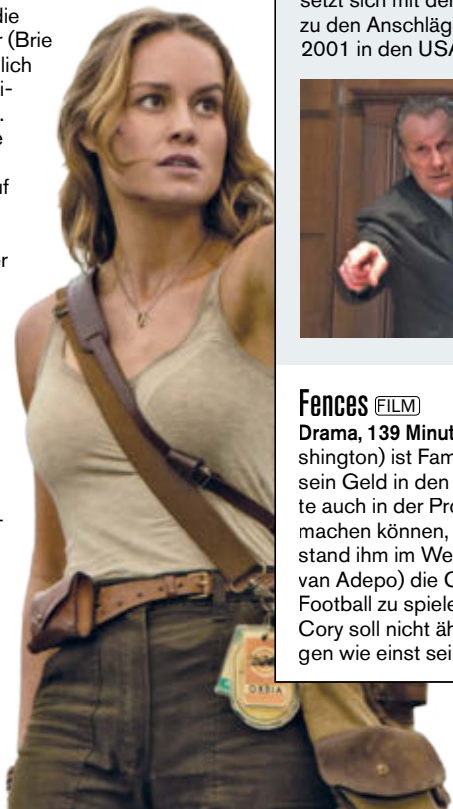 die
r (Brie
lich
i-
.
e
uf
er
-
setzt sich mit der
zu den Anschläg
2001 in den USA
Fences FILM
Drama, 139 Minut
shington) ist Fam
sein Geld in den
te auch in der Pro
machen können,
stand ihm im We
van Adepo) die C
Football zu spiele
Cory soll nicht äh
gen wie einst sei
ORBIA